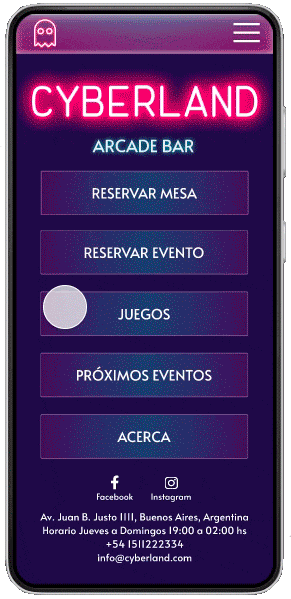 CYBERLAND
ARCADE BAR
RESERVAR MESA
RESERVAR EVENTO
JUEGOS
PRÓXIMOS EVENTOS
ACERCA
Facebook Instagram
Av. Juan B. Justo 1111, Buenos Aires, Argentina
Horario Jueves a Domingos 19:00 a 02:00 hs
+54 1511222334
info@cyberland.com